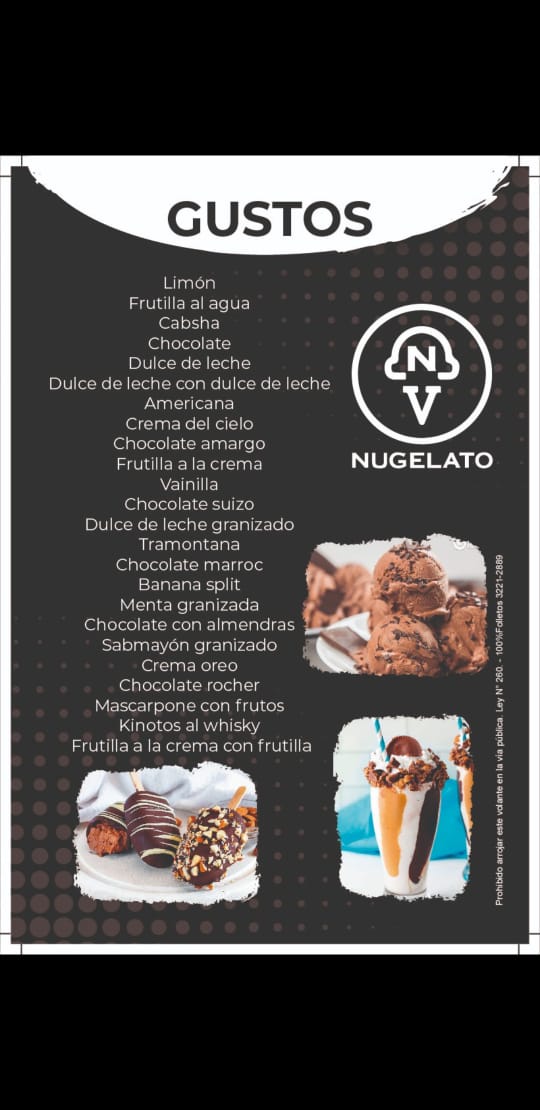 GUSTOS
Limón
Frutilla al agua
Cabsha
Chocolate
Dulce de leche
Dulce de leche con dulce de leche
Americana
Crema del cielo
Chocolate amargo
Frutilla a la crema
Vainilla
Chocolate suizo
Dulce de leche granizado
Tramontana
Chocolate marroc
Banana split
Menta granizada
Chocolate con almendras
Sabmayón granizado
Crema oreo
Chocolate rocher
Mascarpone con frutos
Kinotos al whisky
Frutilla a la crema con frutilla
N
V
NUGELATO
Prohibido arrojar este volante en la vía pública. Ley N° 260. - 100%Folletos 3221-2889